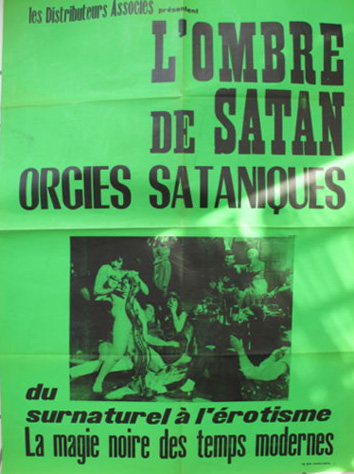 les Distributeurs Associés présentent
L'OMBRE
DE SATAN
ORGIES SATANIQUES
du
surnaturel à l'érotisme
La magie noire des temps modernes